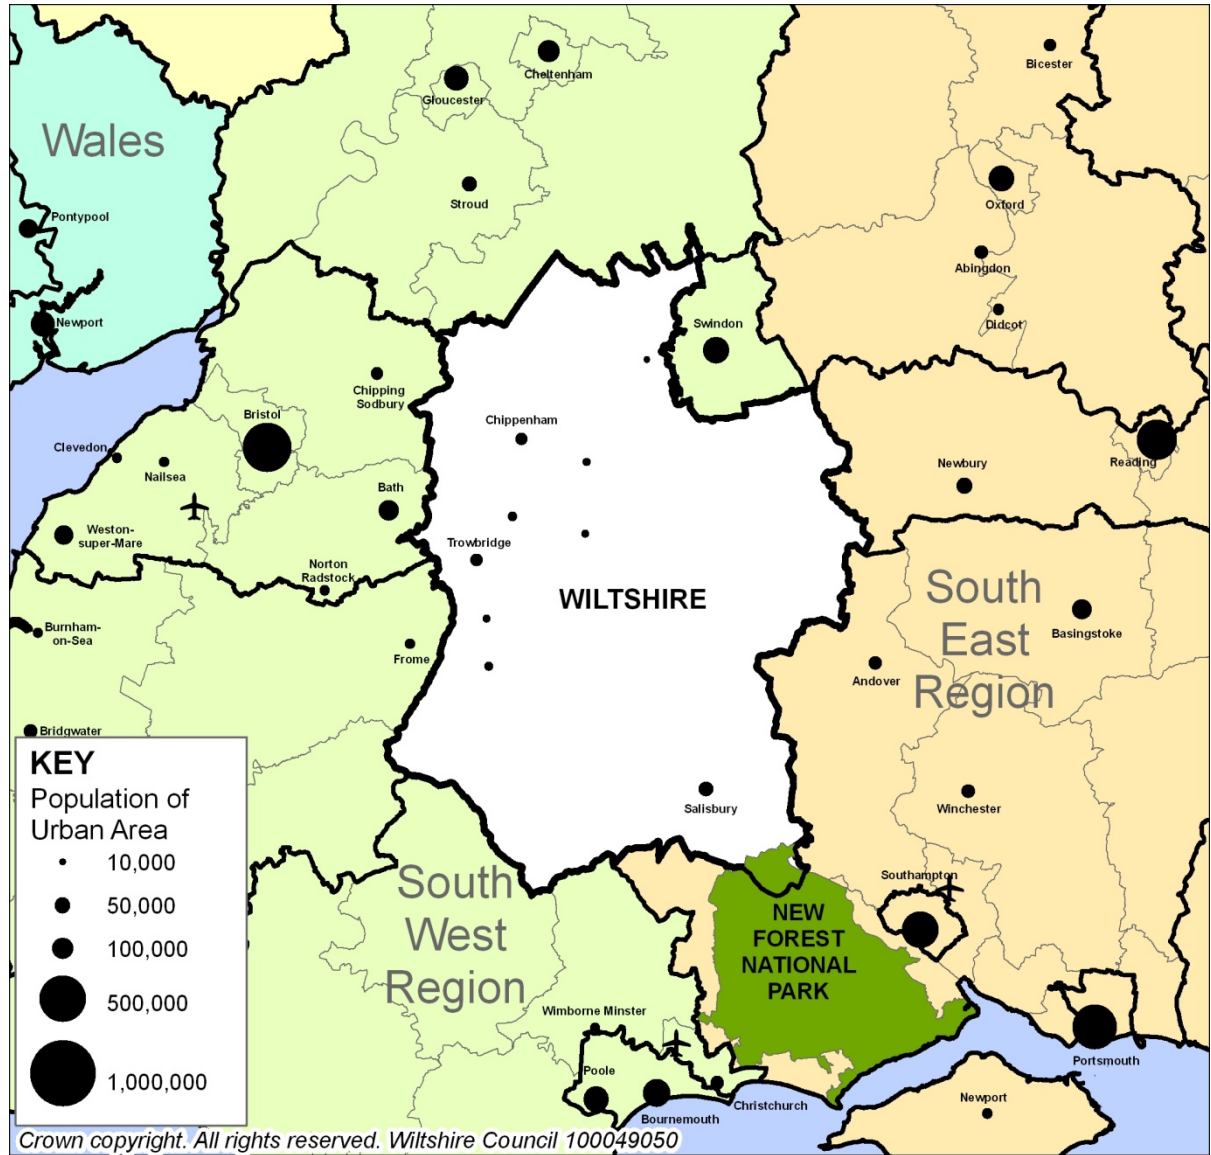 Bicester
Cheltenham
Gloucester
Wales
Oxford
Stroud
Pontypool
Abingdon
Newport
Swindon
Didcot
Chipping
Sodbury
Bristol
Chippenham
Clevedon
Nailsea
Newbury
Reading
Bath
Weston-
super-Mare
Trowbridge
Norton
Radstock
WILTSHIRE
South
East
Region
Basingstoke
Burnham-
on-Sea
Frome
Andover
Bridgwater
KEY
Population of
Urban Area
10,000
50,000
100,000
500,000
1,000,000
Salisbury
Winchester
South
West
Region
Southampton
NEW
FOREST
NATIONAL
PARK
Wimborne Minster
Poole
Portsmouth
Bournemouth
Christchurch
Newport
Crown copyright. All rights reserved. Wiltshire Council 100049050